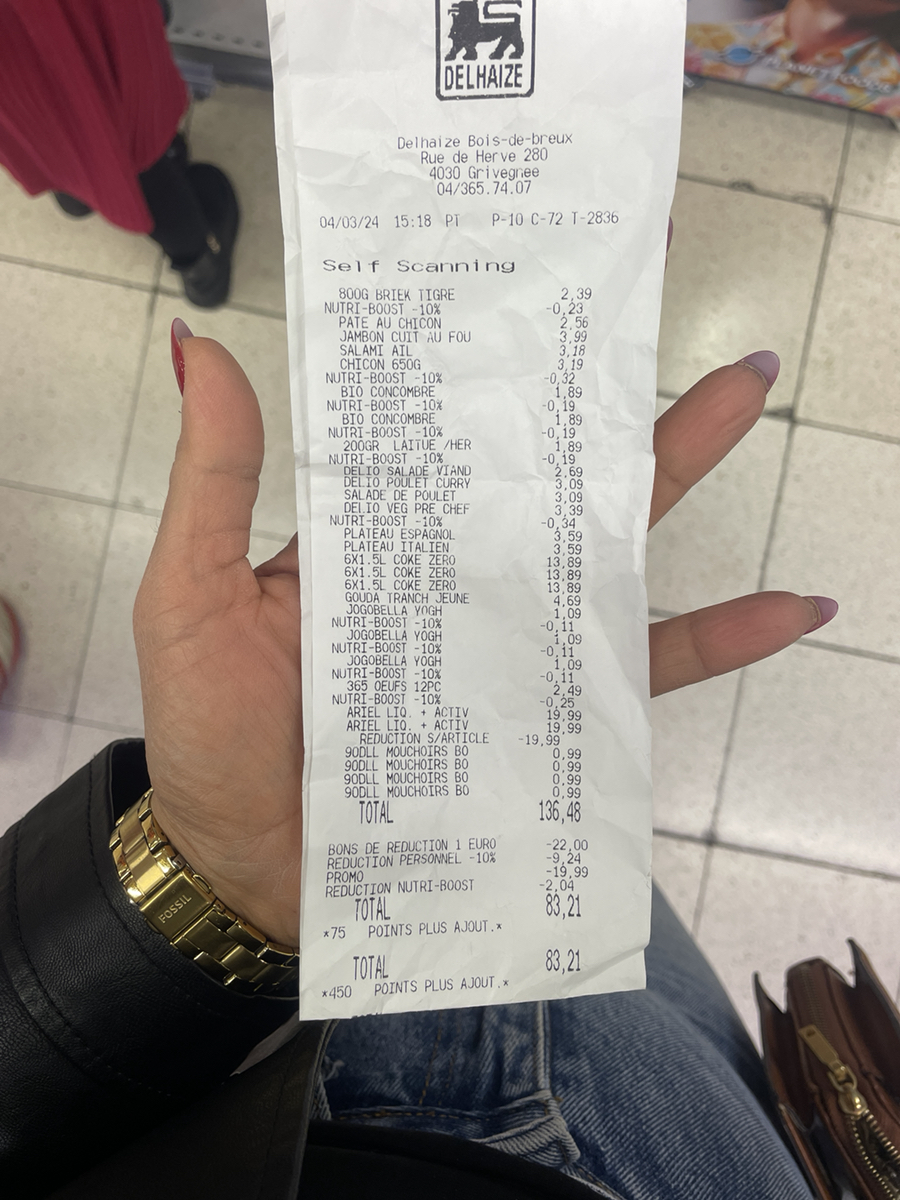 DELHAIZE
Delhaize Bois-de-breux
Rue de Herve 280
4030 Grivegnee
04/365.74.07
04/03/24 15:18 PT P-10 C-72 T-2836
Self Scanning
800G BRIEK TIGRE 2,39
NUTRI-BOOST -10% -0,23
PATE AU CHICON 2,56
JAMBON CUIT AU FOU 3,99
SALAMI AIL 3,18
CHICON 650G 3,19
NUTRI-BOOST -10% -0,32
BIO CONCOMBRE 1,89
NUTRI-BOOST -10% -0,19
BIO CONCOMBRE 1,89
NUTRI-BOOST -10% -0,19
200GR LAITUE /HER 1,89
NUTRI-BOOST -10% -0,19
DELIO SALADE VIAND 2,69
DELIO POULET CURRY 3,09
SALADE DE POULET 3,09
DELIO VEG PRE CHEF 3,39
NUTRI-BOOST -10% -0,34
PLATEAU ESPAGNOL 3,59
PLATEAU ITALIEN 3,59
6X1.5L COKE ZERO 13,89
6X1.5L COKE ZERO 13,89
6X1.5L COKE ZERO 13,89
GOUDA TRANCH JEUNE 4,69
JOGOBELLA YOGH 1,09
NUTRI-BOOST -10% -0,11
JOGOBELLA YOGH 1,09
NUTRI-BOOST -10% -0,11
JOGOBELLA YOGH 1,09
NUTRI-BOOST -10% -0,11
365 OEUFS 12PC 2,49
NUTRI-BOOST -10% -0,25
ARIEL LIQ. + ACTIV 19,99
ARIEL LIQ. + ACTIV 19,99
REDUCTION S/ARTICLE -19,99
90DLL MOUCHOIRS BO 0,99
90DLL MOUCHOIRS BO 0,99
90DLL MOUCHOIRS BO 0,99
90DLL MOUCHOIRS BO 0,99
TOTAL 136,48
BONS DE REDUCTION 1 EURO -22,00
REDUCTION PERSONNEL -10% -9,24
PROMO -19,99
REDUCTION NUTRI-BOOST -2,04
TOTAL 83,21
*75 POINTS PLUS AJOUT.*
TOTAL 83,21
*450 POINTS PLUS AJOUT.*
FOSSIL